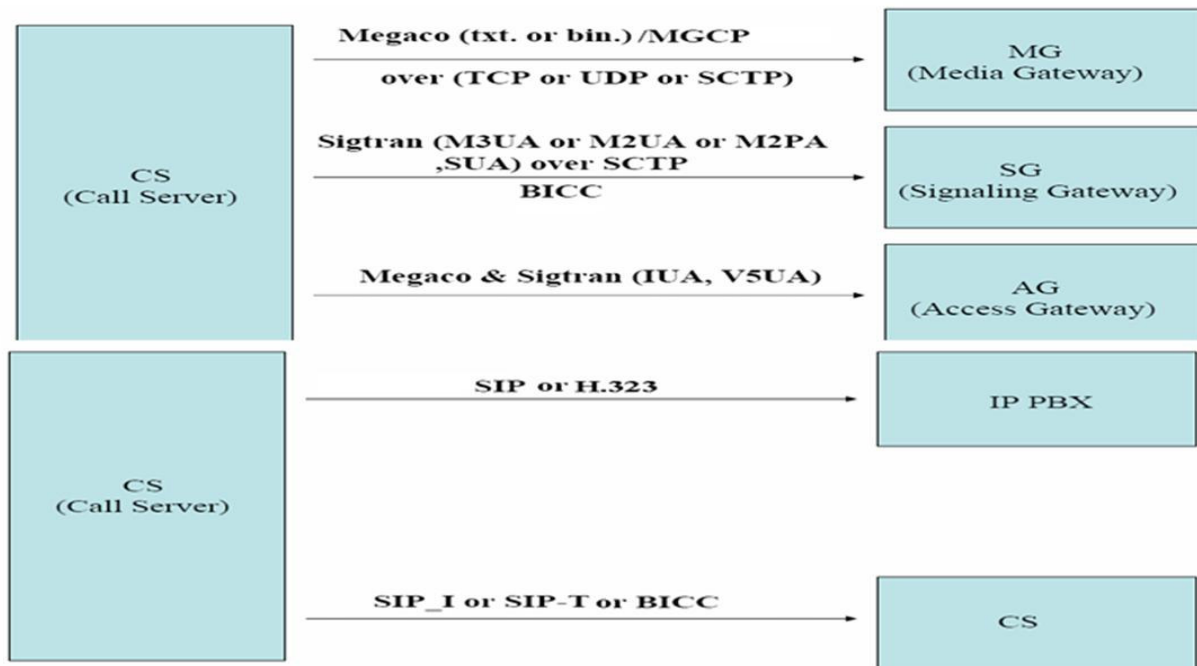 CS
(Call Server)
Megaco (txt. or bin.) /MGCP
over (TCP or UDP or SCTP)
MG
(Media Gateway)
Sigtran (M3UA or M2UA or M2PA
,SUA) over SCTP
BICC
SG
(Signaling Gateway)
Megaco & Sigtran (IUA, V5UA)
AG
(Access Gateway)
CS
(Call Server)
SIP or H.323
IP PBX
SIP_I or SIP-T or BICC
CS